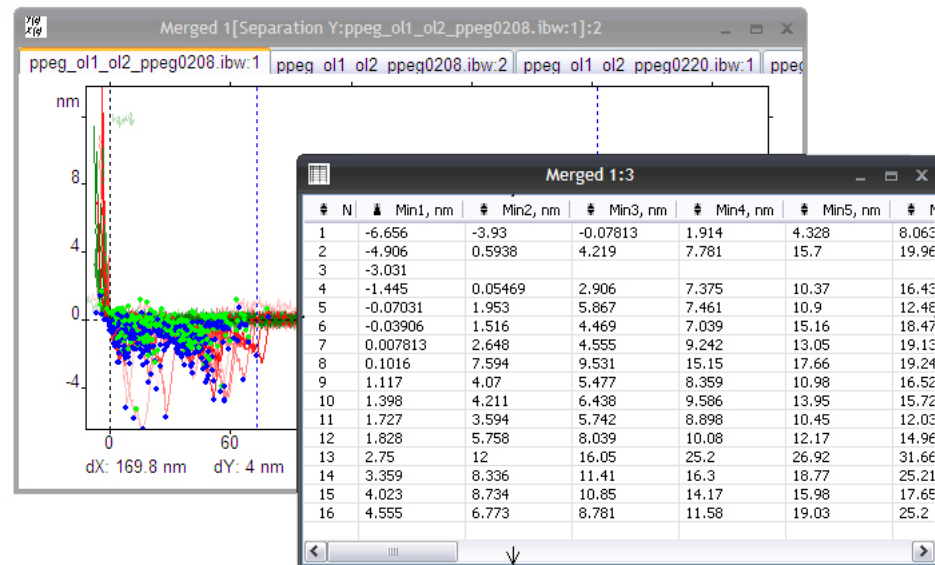 Merged 1[Separation Y:ppeg_ol1_ol2_ppeg0208.ibw:1]:2
ppeg_ol1_ol2_ppeg0208.ibw:1 ppeg_ol1_ol2_ppeg0208.ibw:2 ppeg_ol1_ol2_ppeg0220.ibw:1 ppeg
nm
8
4
0
-4
0 60
dX: 169.8 nm dY: 4 nm
Merged 1:3
N Min1, nm Min2, nm Min3, nm Min4, nm Min5, nm
1 -6.656 -3.93 -0.07813 1.914 4.328 8.063
2 -4.906 0.5938 4.219 7.781 15.7 19.96
3 -3.031
4 -1.445 0.05469 2.906 7.375 10.37 16.43
5 -0.07031 1.953 5.867 7.461 10.9 12.48
6 -0.03906 1.516 4.469 7.039 15.16 18.47
7 0.007813 2.648 4.555 9.242 13.05 19.13
8 0.1016 7.594 9.531 15.15 17.66 19.24
9 1.117 4.07 5.477 8.359 10.98 16.52
10 1.398 4.211 6.438 9.586 13.95 15.72
11 1.727 3.594 5.742 8.898 10.45 12.03
12 1.828 5.758 8.039 10.08 12.17 14.96
13 2.75 12 16.05 25.2 26.92 31.66
14 3.359 8.336 11.41 16.3 18.77 25.21
15 4.023 8.734 10.85 14.17 15.98 17.65
16 4.555 6.773 8.781 11.58 19.03 25.2